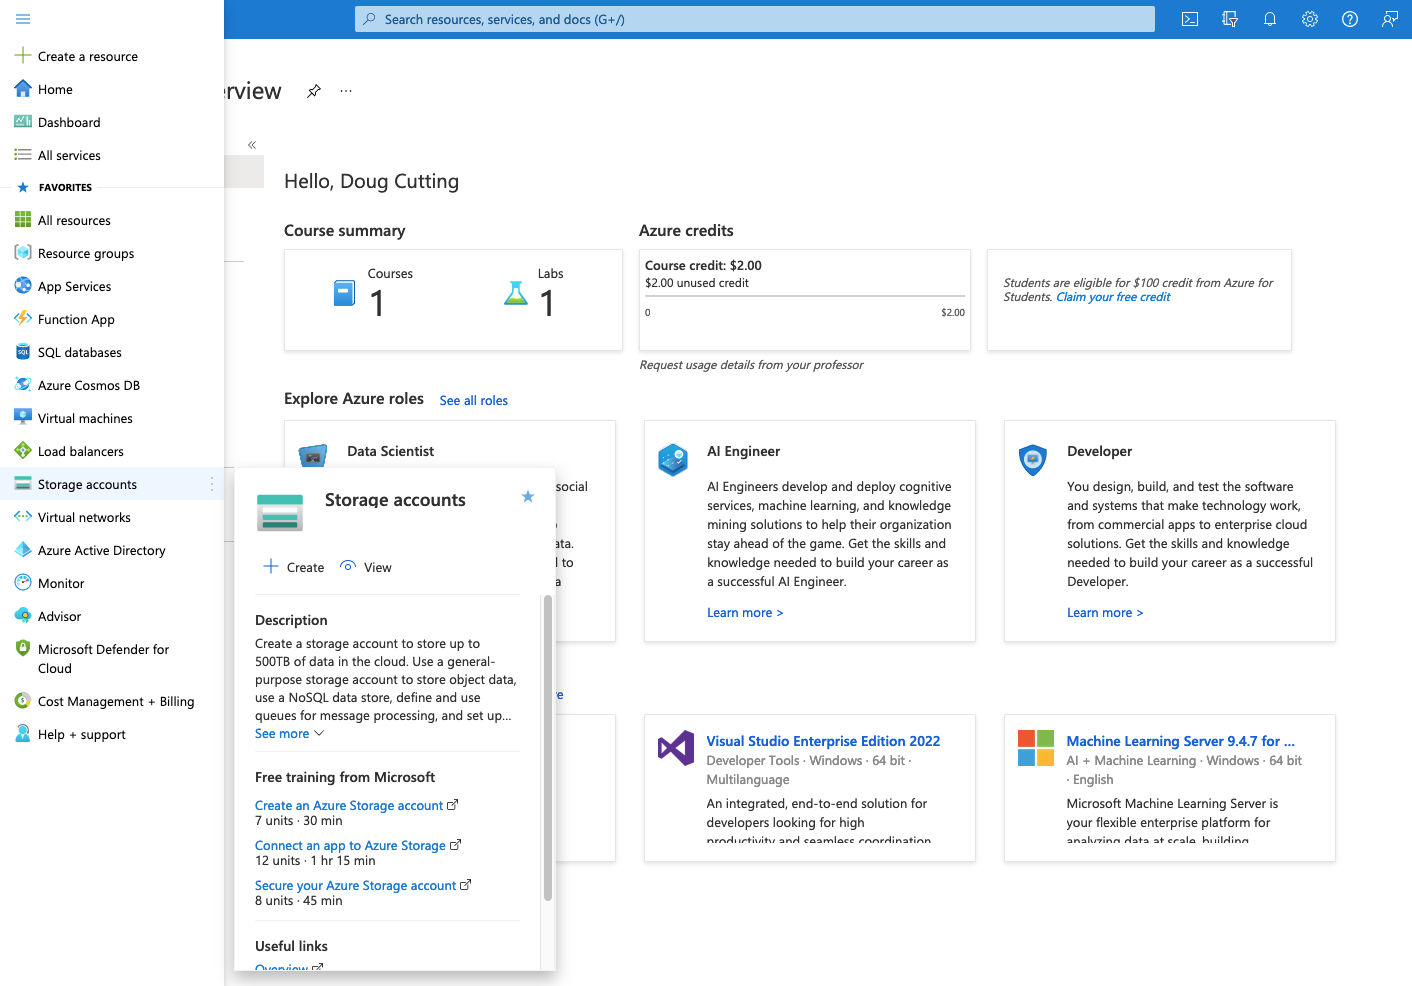 Search resources, services, and docs (G+/)
Create a resource
Home
Dashboard
All services
FAVORITES
All resources
Resource groups
App Services
Function App
SQL databases
Azure Cosmos DB
Virtual machines
Load balancers
Storage accounts
Virtual networks
Azure Active Directory
Monitor
Advisor
Microsoft Defender for
Cloud
Cost Management + Billing
Help + support
...
«
Hello, Doug Cutting
Course summary
Courses
1
Labs
1
Azure credits
Course credit: $2.00
$2.00 unused credit
0
$2.00
Request usage details from your professor
Students are eligible for $100 credit from Azure for
Students. Claim your free credit
Explore Azure roles
See all roles
Data Scientist
social
ata.
to
a
AI Engineer
AI Engineers develop and deploy cognitive
services, machine learning, and knowledge
mining solutions to help their organization
stay ahead of the game. Get the skills and
knowledge needed to build your career as
a successful AI Engineer.
Learn more >
Developer
You design, build, and test the software
and systems that make technology work,
from commercial apps to enterprise cloud
solutions. Get the skills and knowledge
needed to build your career as a successful
Developer.
Learn more >
Storage accounts
Create
View
Description
Create a storage account to store up to
500TB of data in the cloud. Use a general-
purpose storage account to store object data,
use a NoSQL data store, define and use
queues for message processing, and set up...
See more
Free training from Microsoft
Create an Azure Storage account
7 units · 30 min
Connect an app to Azure Storage
12 units · 1 hr 15 min
Secure your Azure Storage account
8 units · 45 min
Useful links
Overview
Visual Studio Enterprise Edition 2022
Developer Tools · Windows · 64 bit ·
Multilanguage
An integrated, end-to-end solution for
developers looking for high
productivity and seamless coordination
Machine Learning Server 9.4.7 for ...
AI + Machine Learning · Windows · 64 bit
· English
Microsoft Machine Learning Server is
your flexible enterprise platform for
analyzing data at scale, building